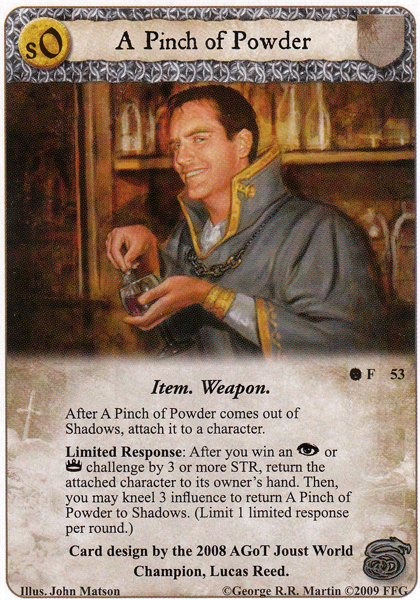 s0
A Pinch of Powder
F 53
Item. Weapon.
After A Pinch of Powder comes out of
Shadows, attach it to a character.
Limited Response: After you win an or
challenge by 3 or more STR, return the
attached character to its owner's hand. Then,
you may kneel 3 influence to return A Pinch of
Powder to Shadows. (Limit 1 limited response
per round.)
Card design by the 2008 AGoT Joust World
Champion, Lucas Reed.
Illus. John Matson ©George R.R. Martin ©2009 FFG